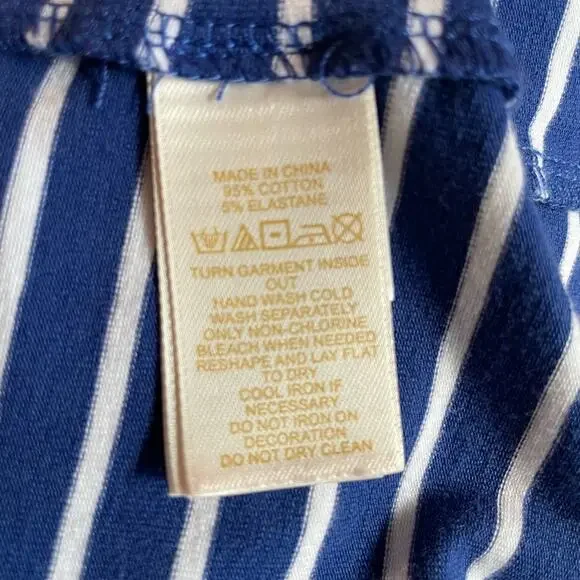 MADE IN CHINA
95% COTTON
5% ELASTANE
TURN GARMENT INSIDE
OUT
HAND WASH COLD
WASH SEPARATELY
ONLY NON-CHLORINE
BLEACH WHEN NEEDED
RESHAPE AND LAY FLAT
TO DRY
COOL IRON IF
NECESSARY
DO NOT IRON ON
DECORATION
DO NOT DRY CLEAN